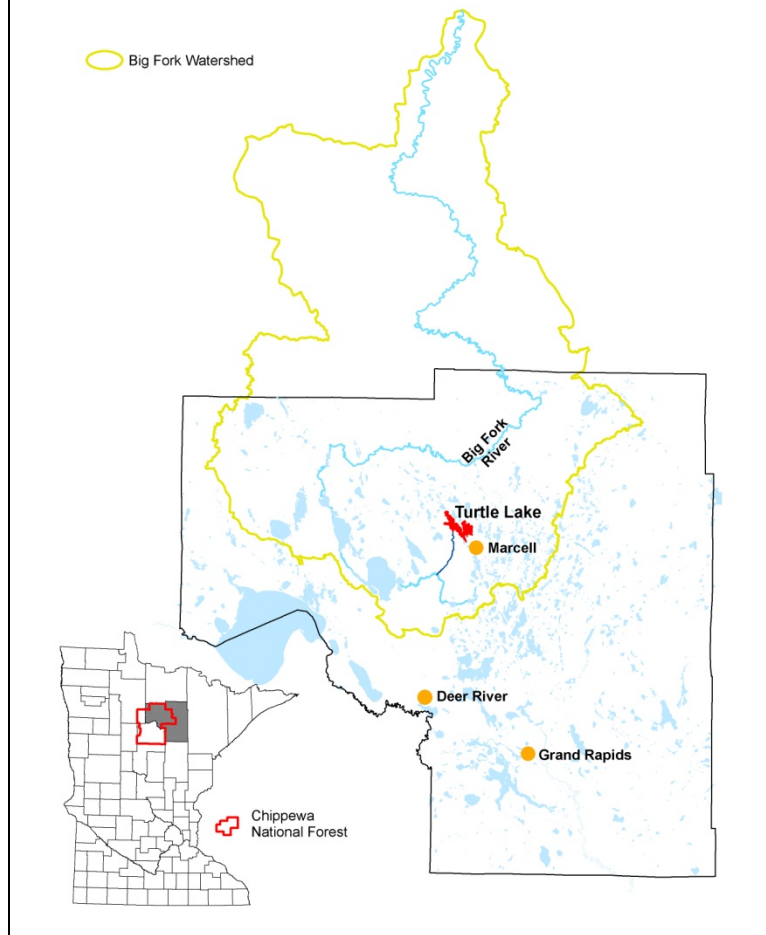 Big Fork Watershed
Big Fork
River
Turtle Lake
Marcell
Deer River
Grand Rapids
Chippewa
National Forest